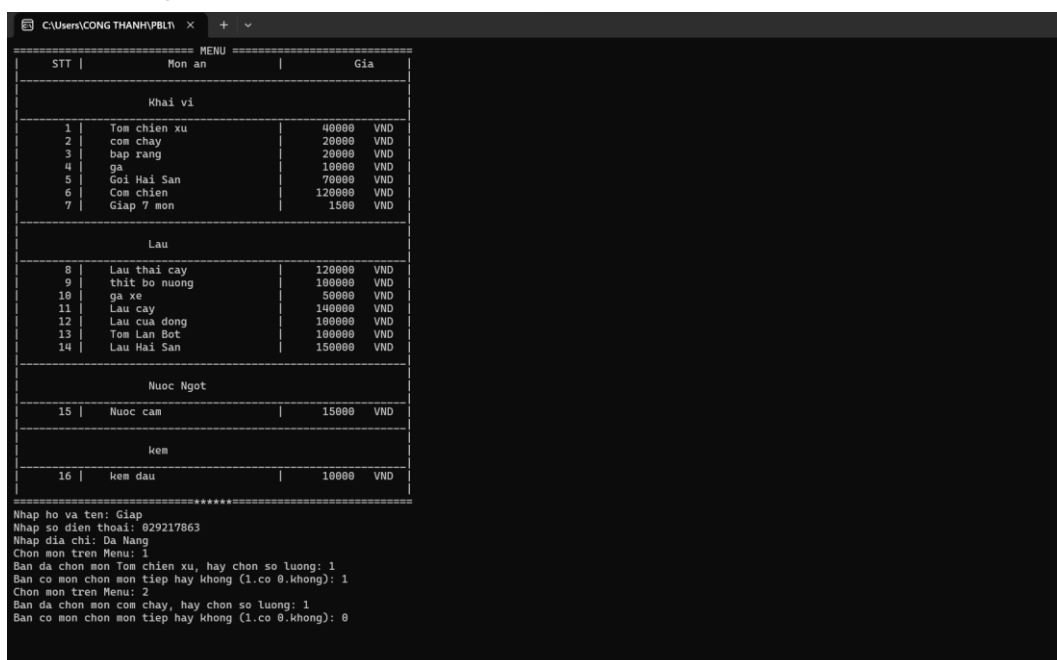 C:\Users\CONG THANH\PBLT\
============================ MENU ============================
| STT | Mon an | Gia |
Khai vi
| 1 | Tom chien xu | 40000 VND |
| 2 | com chay | 20000 VND |
| 3 | bap rang | 20000 VND |
| 4 | ga | 10000 VND |
| 5 | Goi Hai San | 70000 VND |
| 6 | Com chien | 120000 VND |
| 7 | Giap 7 mon | 1500 VND |
Lau
| 8 | Lau thai cay | 120000 VND |
| 9 | thit bo nuong | 100000 VND |
| 10 | ga xe | 50000 VND |
| 11 | Lau cay | 140000 VND |
| 12 | Lau cua dong | 100000 VND |
| 13 | Tom Lan Bot | 100000 VND |
| 14 | Lau Hai San | 150000 VND |
Nuoc Ngot
| 15 | Nuoc cam | 15000 VND |
kem
| 16 | kem dau | 10000 VND |
============================******============================
Nhap ho va ten: Giap
Nhap so dien thoai: 029217863
Nhap dia chi: Da Nang
Chon mon tren Menu: 1
Ban da chon mon Tom chien xu, hay chon so luong: 1
Ban co mon chon mon tiep hay khong (1.co 0.khong): 1
Chon mon tren Menu: 2
Ban da chon mon com chay, hay chon so luong: 1
Ban co mon chon mon tiep hay khong (1.co 0.khong): 0